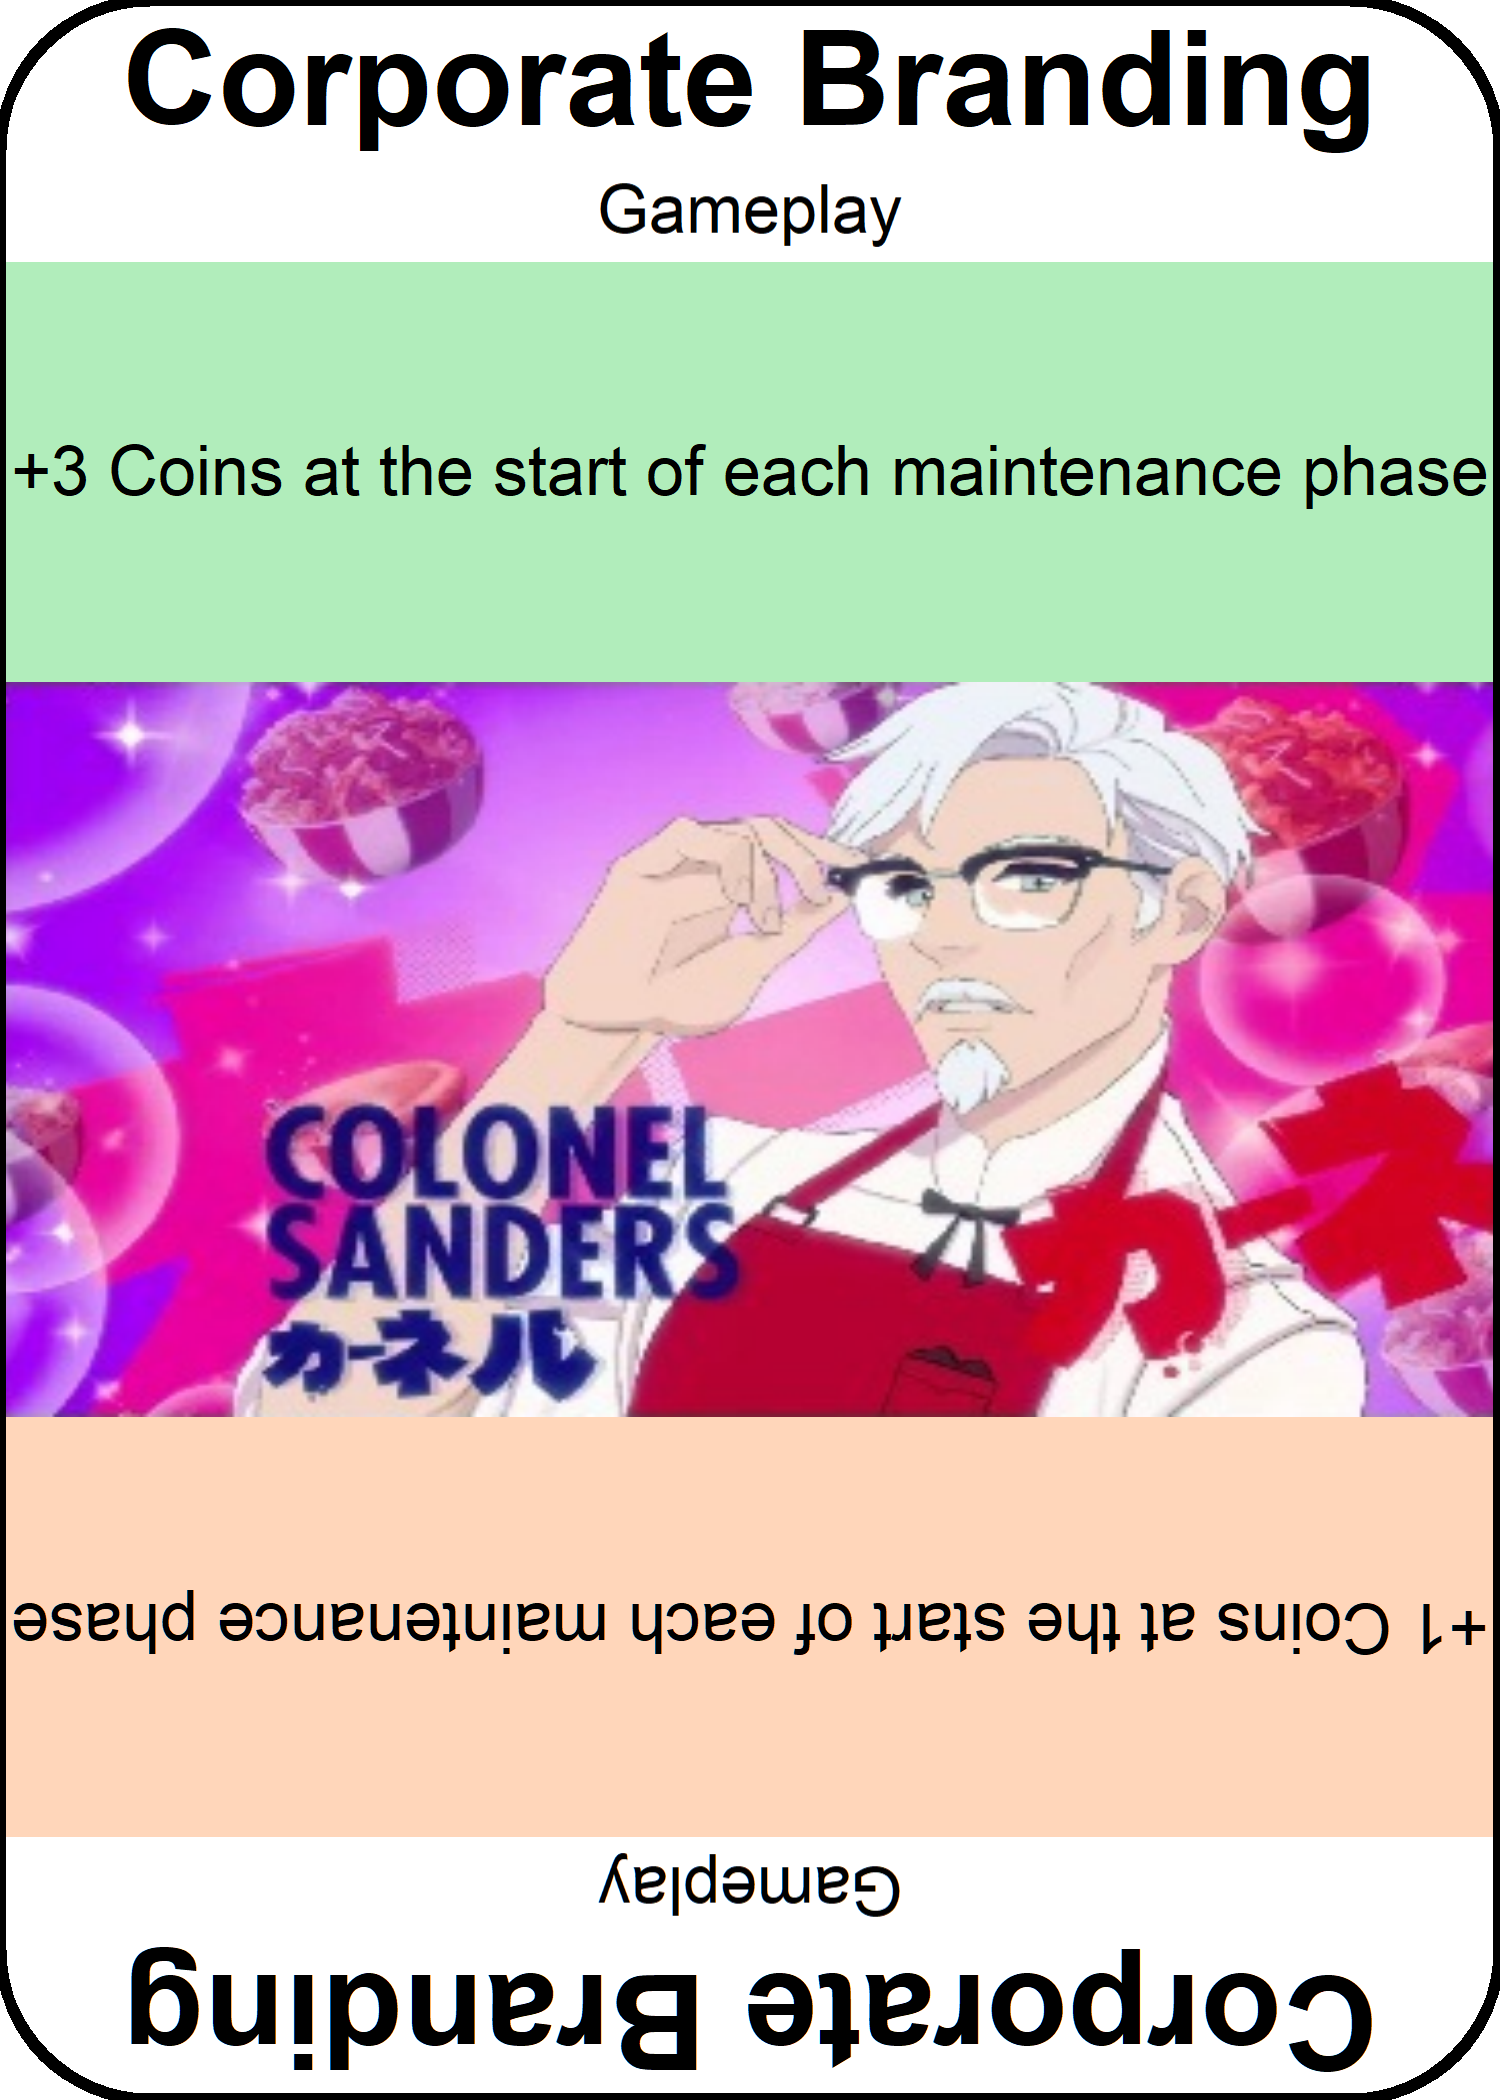 Corporate Branding
Gameplay
+3 Coins at the start of each maintenance phase
COLONEL
SANDERS
カーネル
カーネ
+1 Coins at the start of each maintenance phase
Gameplay
Corporate Branding